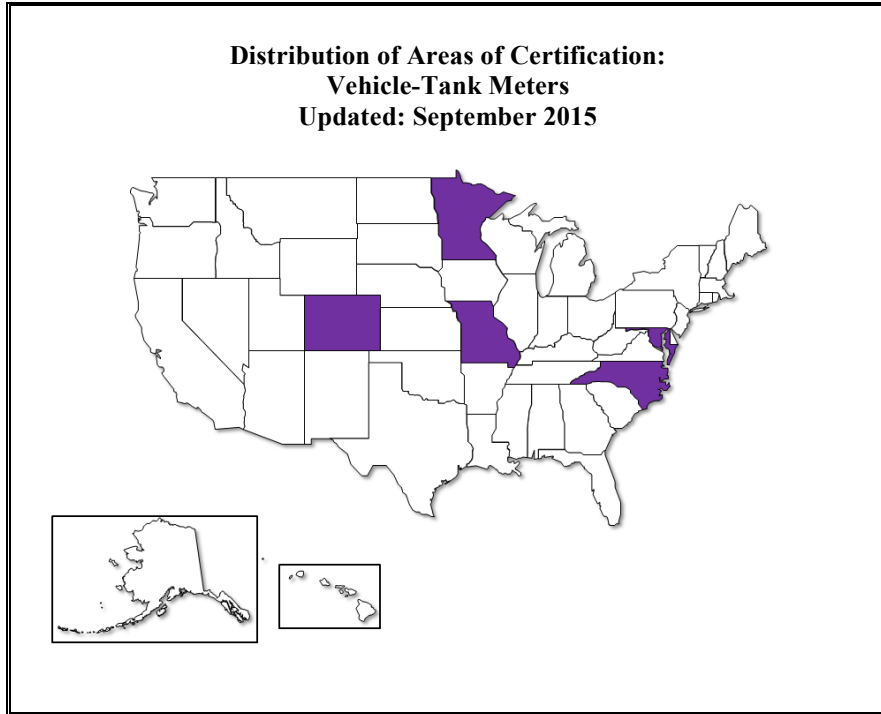 Distribution of Areas of Certification:
Vehicle-Tank Meters
Updated: September 2015